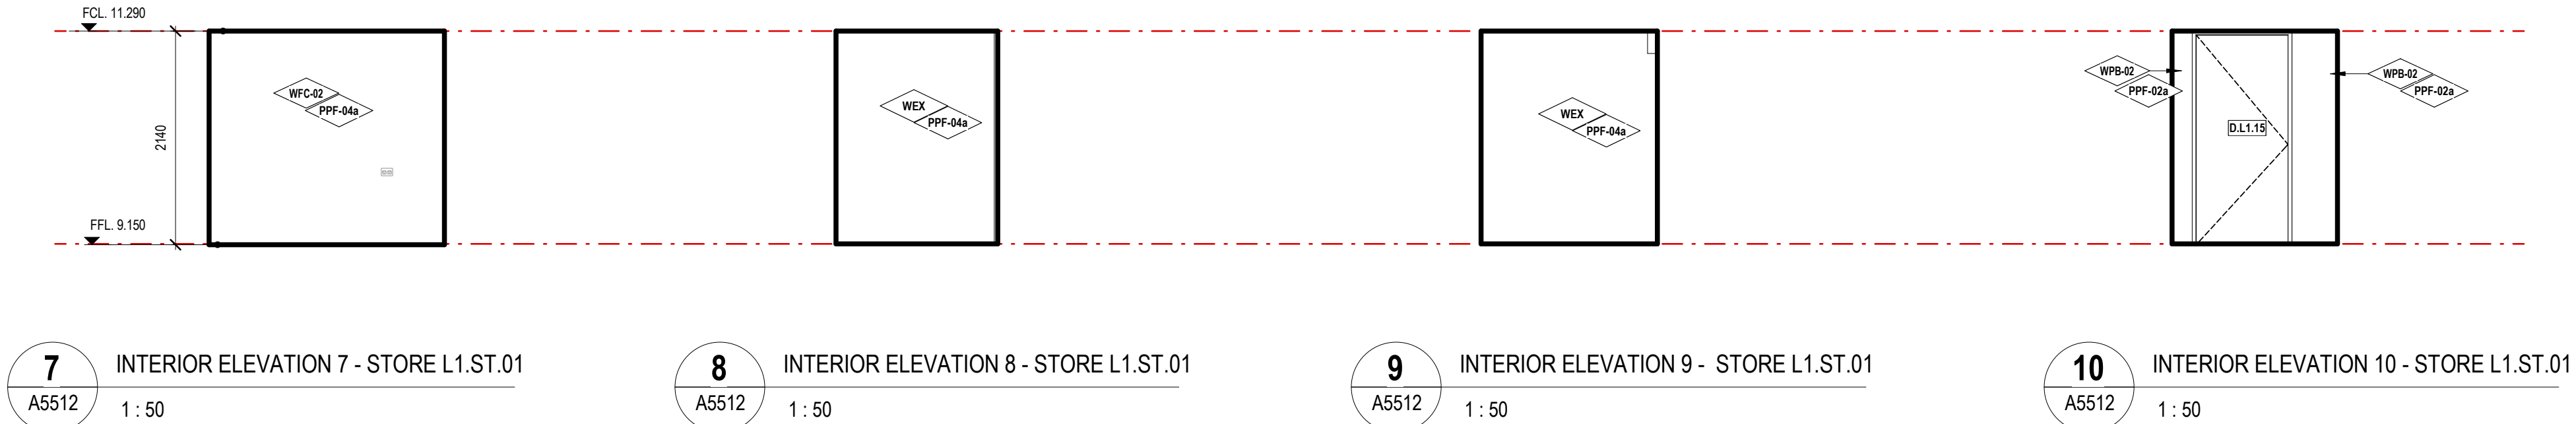 FCL. 11.290
2140
FFL. 9.150
WFC-02
PPF-04a
WEX
PPF-04a
WEX
PPF-04a
WPB-02
PPF-02a
D.L1.15
WPB-02
PPF-02a
7
A5512
INTERIOR ELEVATION 7 - STORE L1.ST.01
1 : 50
8
A5512
INTERIOR ELEVATION 8 - STORE L1.ST.01
1 : 50
9
A5512
INTERIOR ELEVATION 9 - STORE L1.ST.01
1 : 50
10
A5512
INTERIOR ELEVATION 10 - STORE L1.ST.01
1 : 50